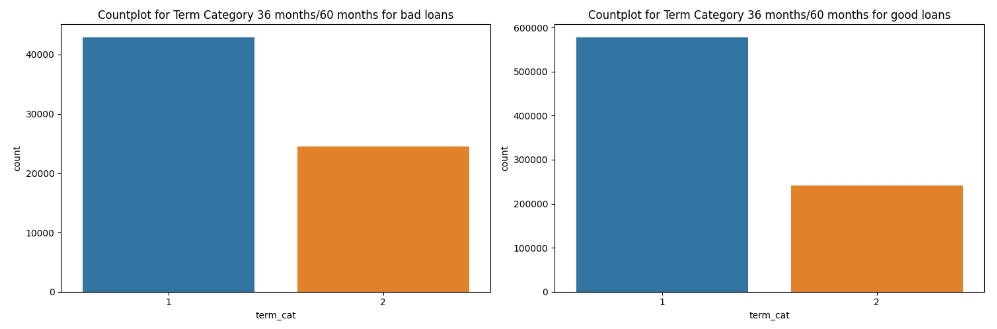 Countplot for Term Category 36 months/60 months for bad loans
40000
30000
20000
10000
0
count
1
2
term_cat
Countplot for Term Category 36 months/60 months for good loans
600000
500000
400000
300000
200000
100000
0
count
1
2
term_cat